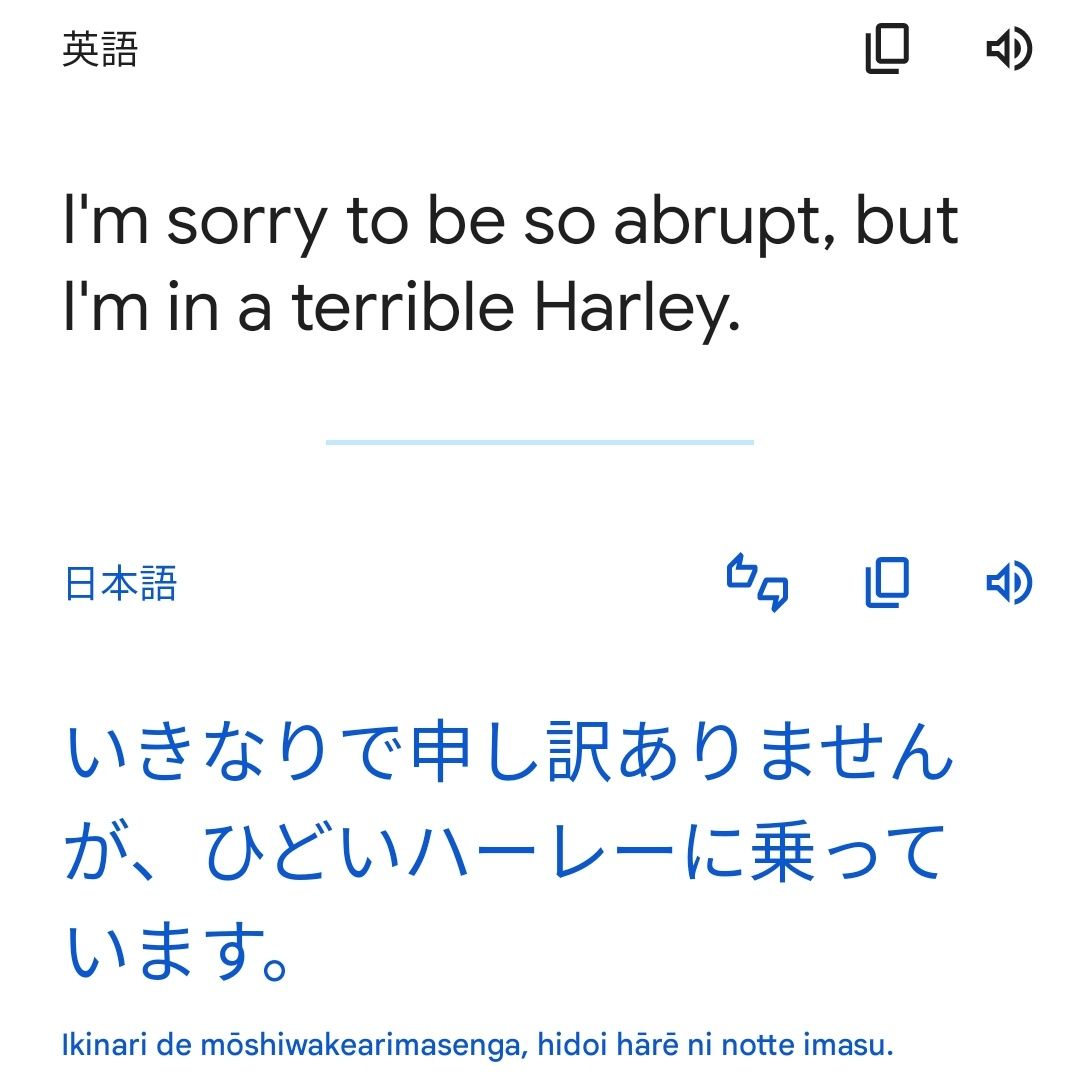 英語
I'm sorry to be so abrupt, but
I'm in a terrible Harley.
日本語
いきなりで申し訳ありません
が、ひどいハーレーに乗って
います。
Ikinari de mōshiwakearimasenga, hidoi hārē ni notte imasu.